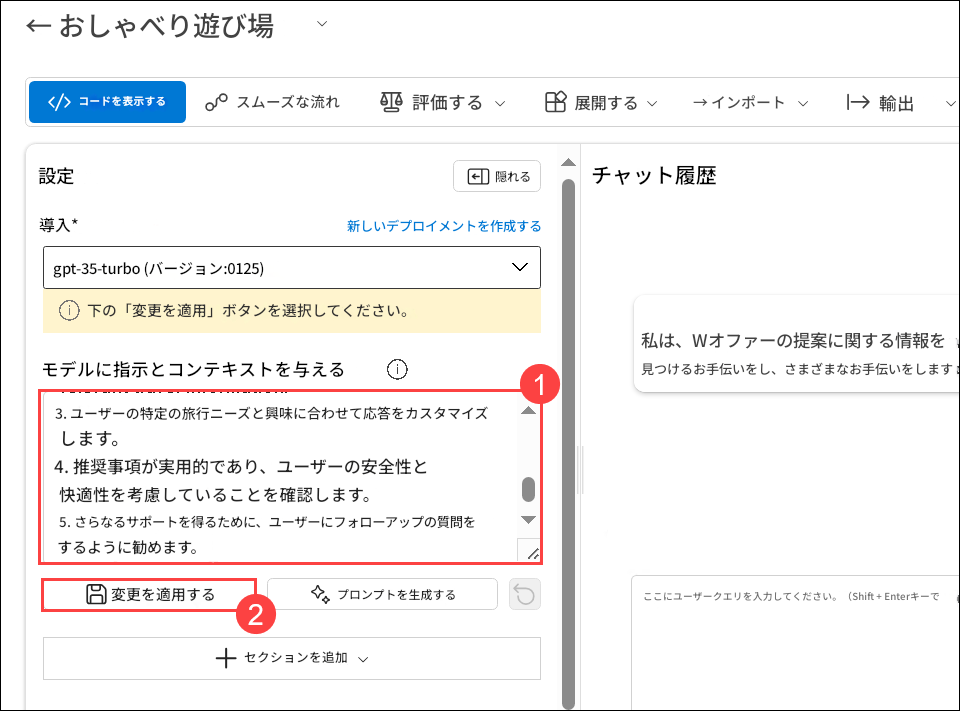 ← おしゃべり遊び場
コードを表示する
スムーズな流れ
評価する
展開する
→ インポート
輸出
設定
隠れる
チャット履歴
導入*
新しいデプロイメントを作成する
gpt-35-turbo (バージョン:0125)
下の「変更を適用」ボタンを選択してください。
モデルに指示とコンテキストを与える
1
3. ユーザーの特定の旅行ニーズと興味に合わせて応答をカスタマイズ
します。
4. 推奨事項が実用的であり、ユーザーの安全性と
快適性を考慮していることを確認します。
5. さらなるサポートを得るために、ユーザーにフォローアップの質問を
するように勧めます。
変更を適用する
2
プロンプトを生成する
セクションを追加
私は、Wオファーの提案に関する情報を
見つけるお手伝いをし、さまざまなお手伝いをします
ここにユーザークエリを入力してください。（Shift + Enterキーで